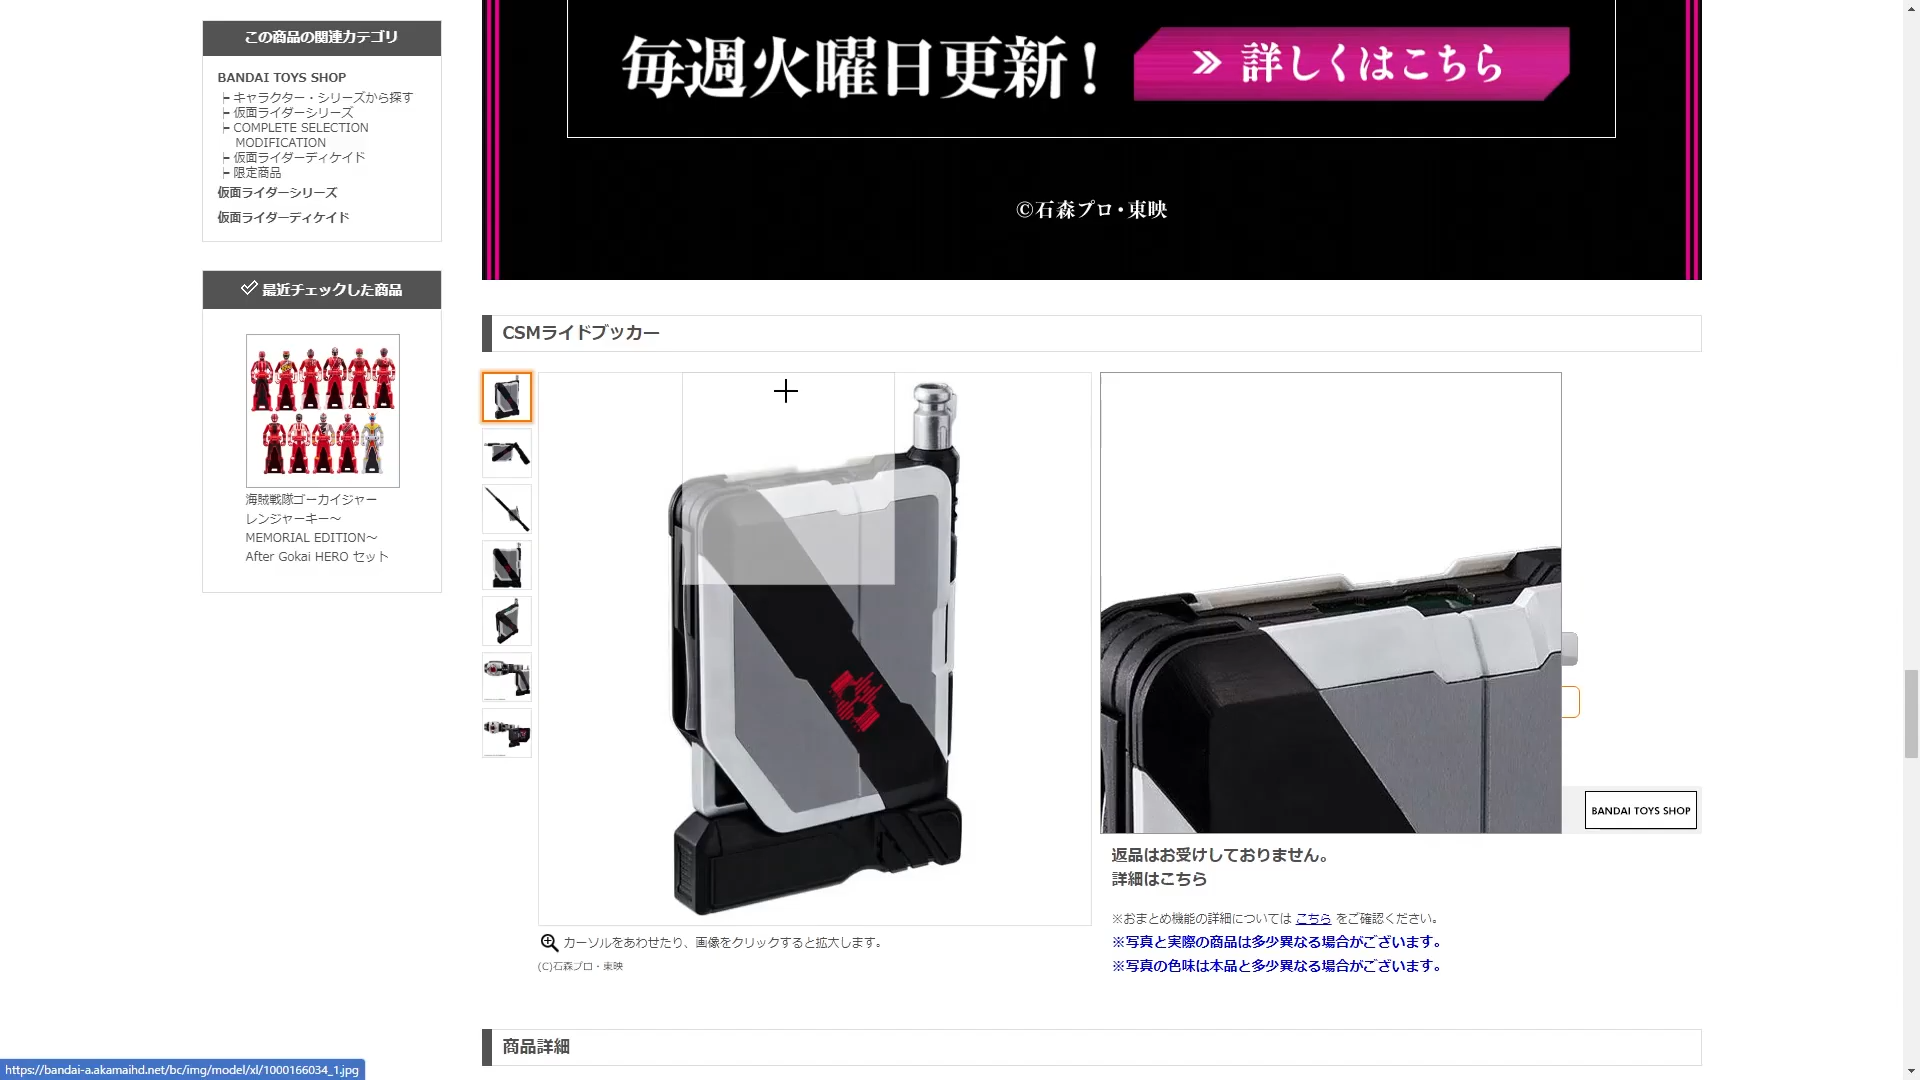 この商品の関連カテゴリ
BANDAI TOYS SHOP
┝ キャラクター・シリーズから探す
┝ 仮面ライダーシリーズ
┝ COMPLETE SELECTION
MODIFICATION
┝ 仮面ライダーディケイド
┝ 限定商品
仮面ライダーシリーズ
仮面ライダーディケイド
最近チェックした商品
海賊戦隊ゴーカイジャー
レンジャーキー～
MEMORIAL EDITION～
After Gokai HERO セット
毎週火曜日更新！
詳しくはこちら
©石森プロ・東映
CSMライドブッカー
カーソルをあわせたり、画像をクリックすると拡大します。
(C)石森プロ・東映
BANDAI TOYS SHOP
返品はお受けしておりません。
詳細はこちら
※おまとめ機能の詳細については こちら をご確認ください。
※写真と実際の商品は多少異なる場合がございます。
※写真の色味は本品と多少異なる場合がございます。
商品詳細
https://bandai-a.akamaihd.net/bc/img/model/xl/1000166034_1.jpg